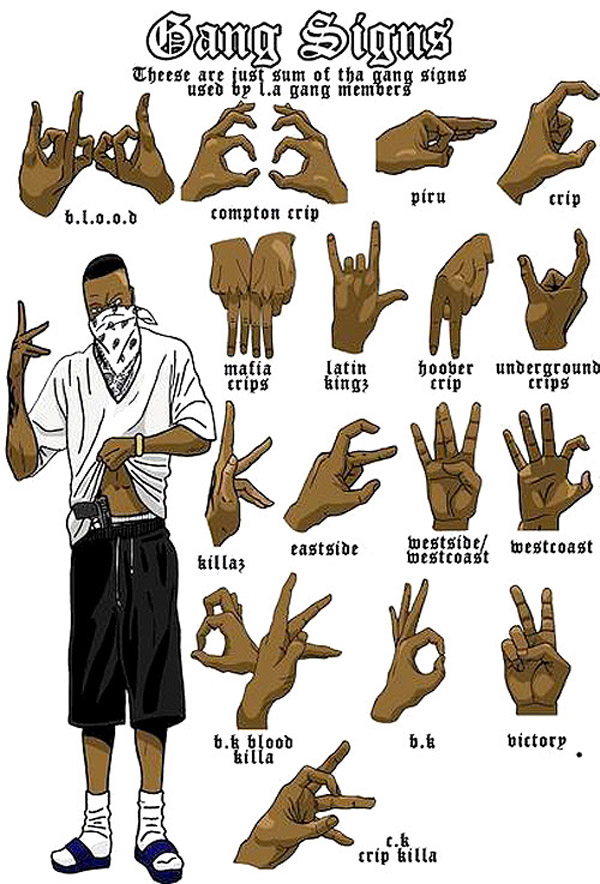 Gang Signs
Theese are just sum of tha gang signs
used by l.a gang members
b.l.o.o.d
compton crip
piru
crip
mafia
crips
latin
kingz
hoover
crip
underground
crips
killaz
eastside
westside/
westcoast
westcoast
b.k blood
killa
b.k
victory
c.k
crip killa